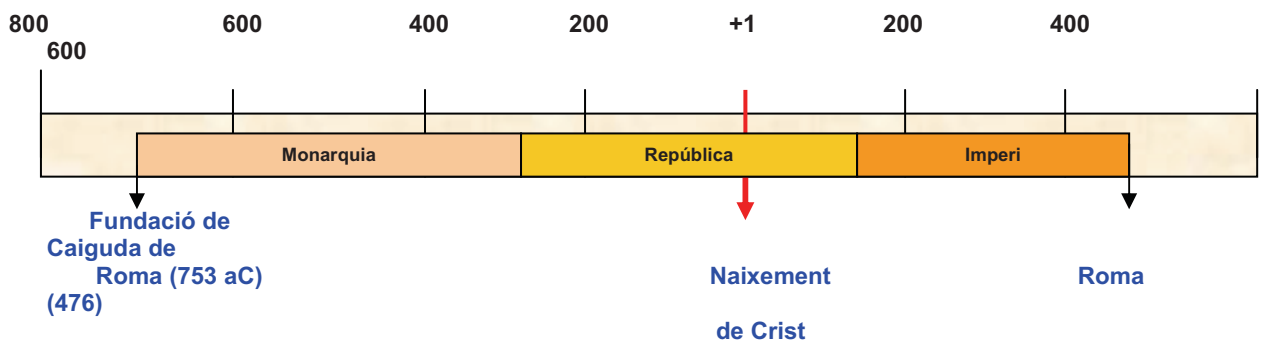 800 600 400 200 +1 200 400
600
Monarquia República Imperi
Fundació de
Caiguda de
Roma (753 aC) Naixement Roma
(476)
de Crist